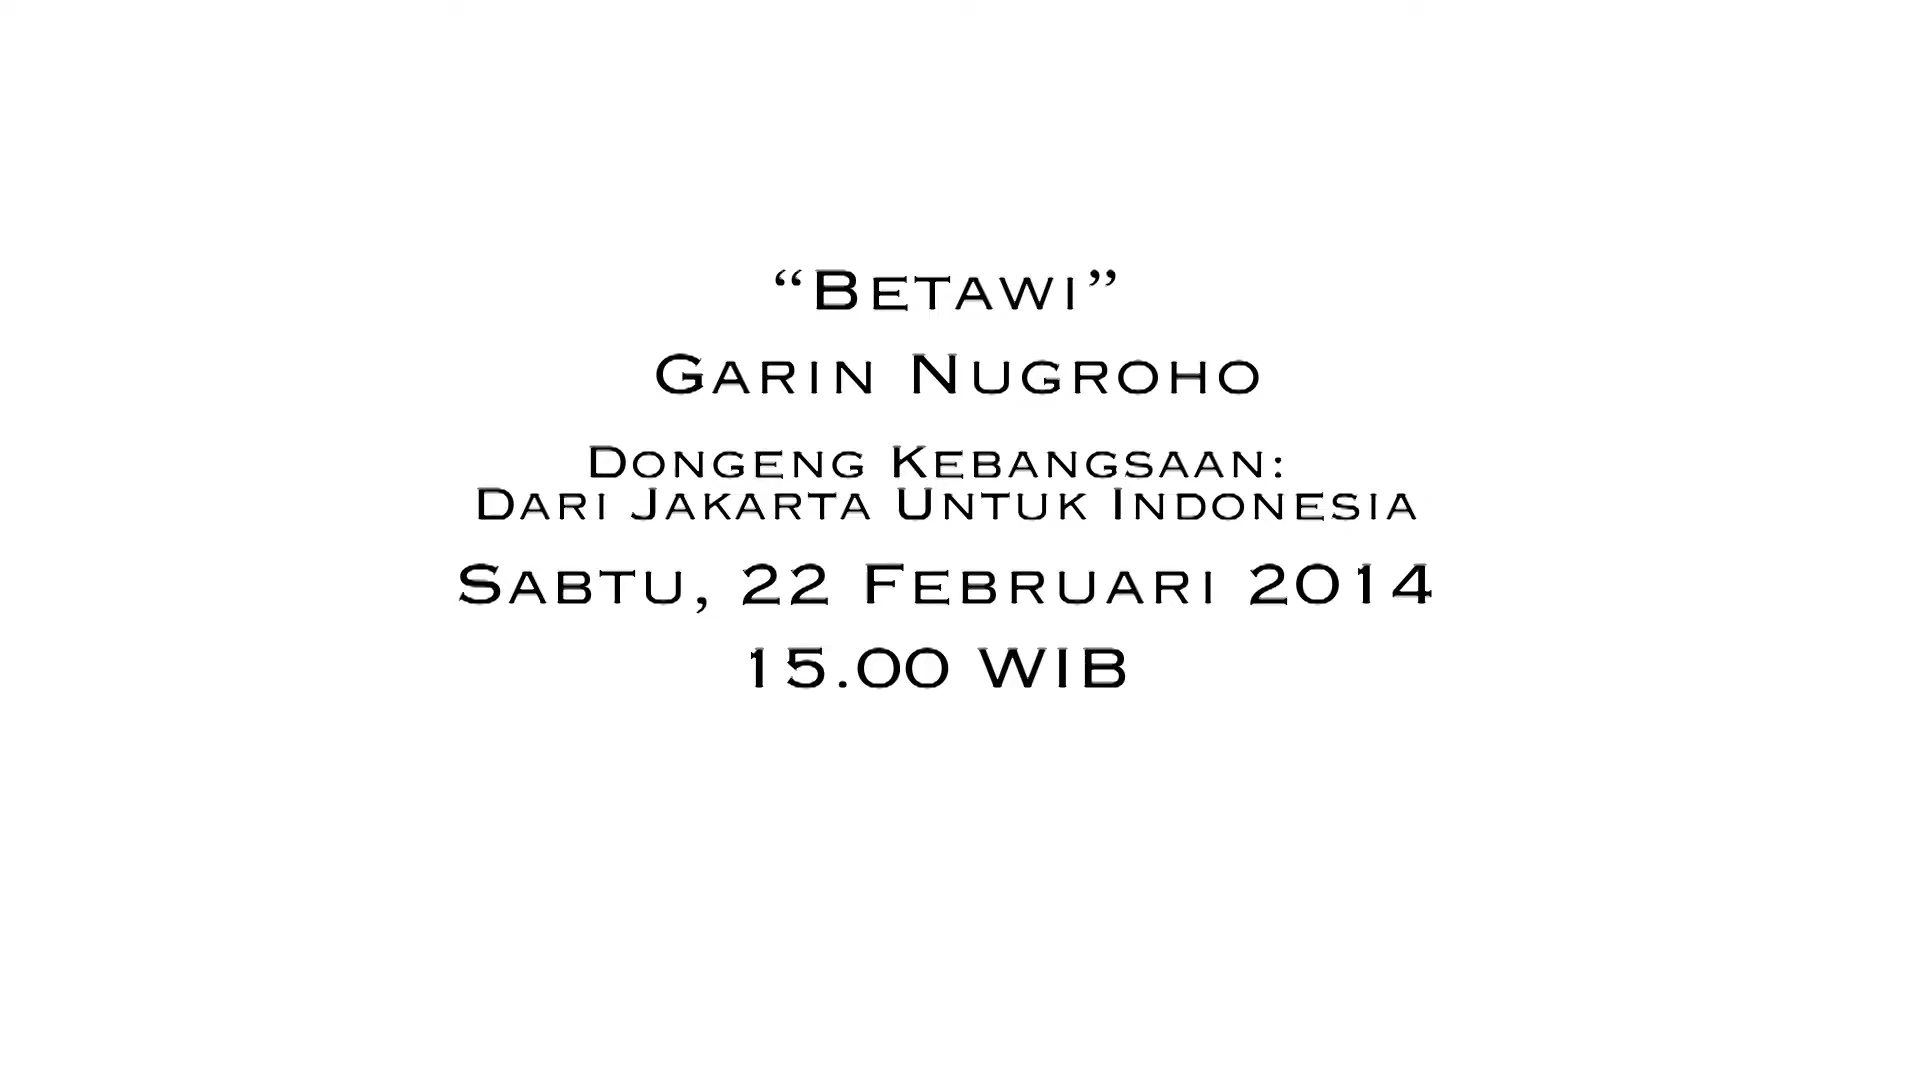 “Betawi”
Garin Nugroho
Dongeng Kebangsaan:
Dari Jakarta Untuk Indonesia
Sabtu, 22 Februari 2014
15.00 WIB